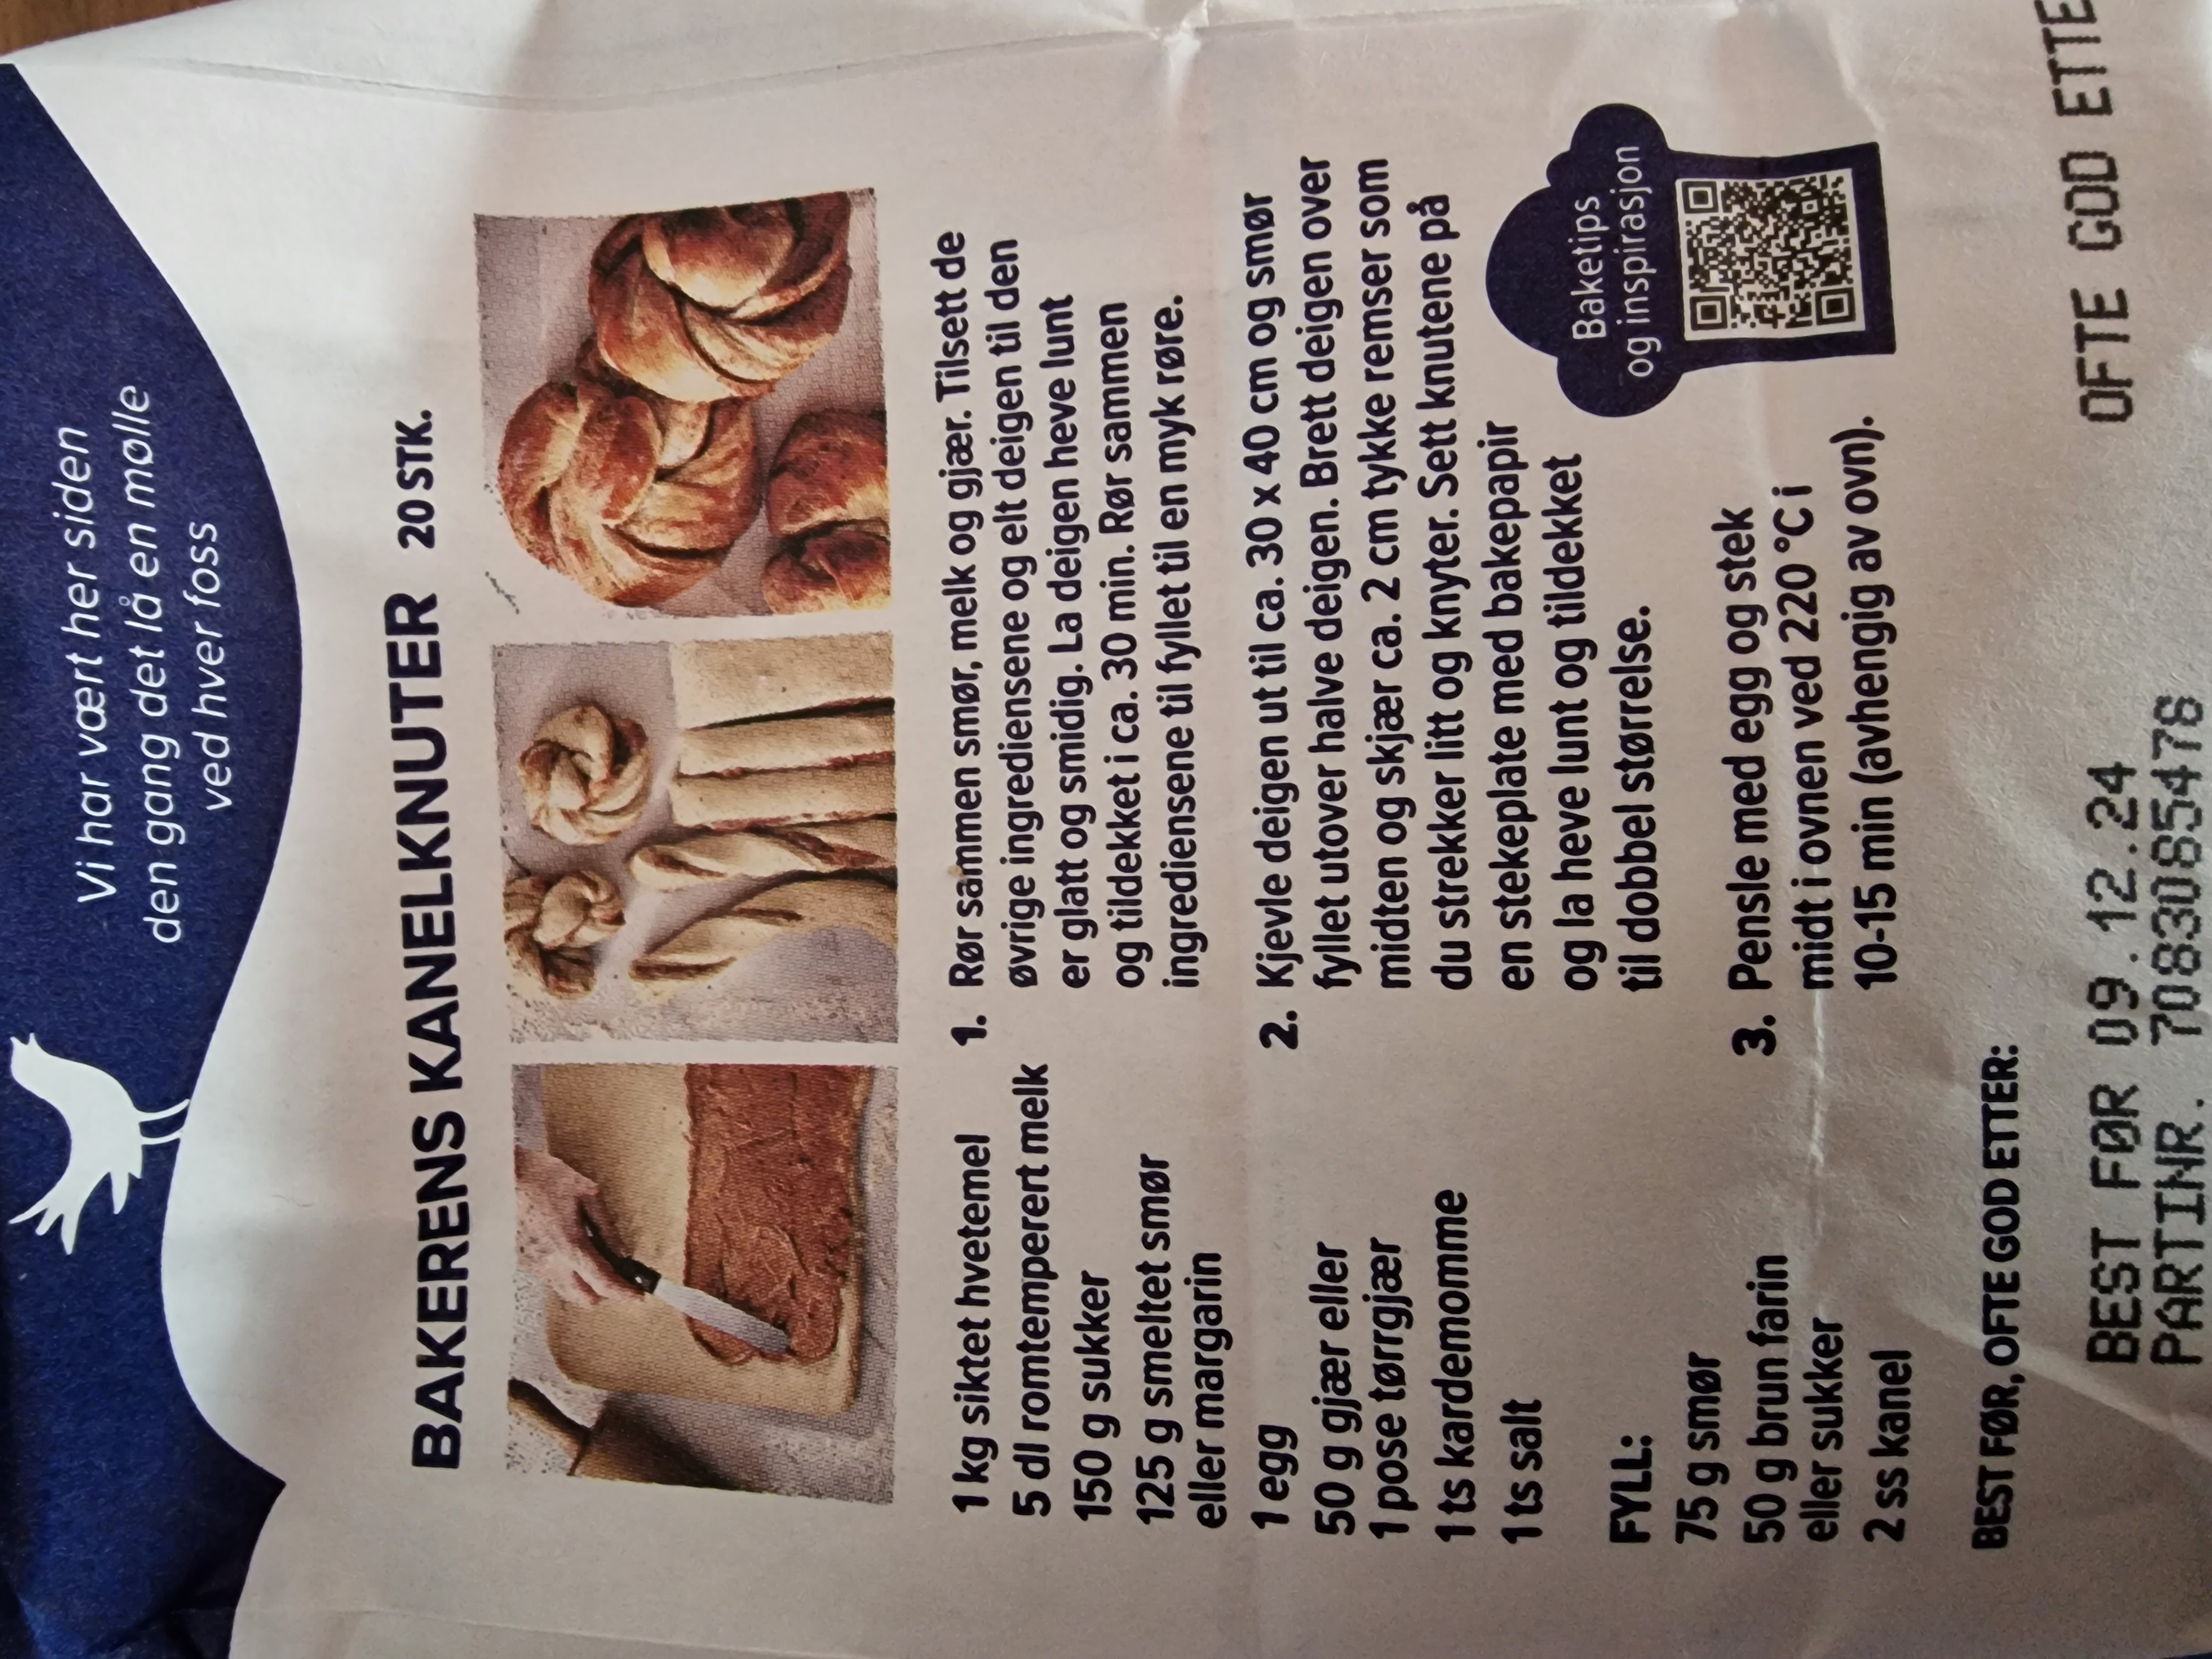 Vi har vært her siden
den gang det lå en mølle
ved hver foss
BAKERENS KANELKNUTER 20 STK.
1 kg siktet hvetemel
5 dl romtemperert melk
150 g sukker
125 g smeltet smør
eller margarin
1 egg
50 g gjær eller
1 pose tørrgjær
1 ts kardemomme
1 ts salt
FYLL:
75 g smør
50 g brun farin
eller sukker
2 ss kanel
1. Rør sammen smør, melk og gjær. Tilsett de
øvrige ingrediensene og elt deigen til den
er glatt og smidig. La deigen heve lunt
og tildekket i ca. 30 min. Rør sammen
ingrediensene til fyllet til en myk røre.
2. Kjevle deigen ut til ca. 30 x 40 cm og smør
fyllet utover halve deigen. Brett deigen over
midten og skjær ca. 2 cm tykke remser som
du strekker litt og knyter. Sett knutene på
en stekeplate med bakepapir
og la heve lunt og tildekket
til dobbel størrelse.
3. Pensle med egg og stek
midt i ovnen ved 220 °C i
10-15 min (avhengig av ovn).
Baketips
og inspirasjon
BEST FØR, OFTE GOD ETTER:
BEST FØR 09.12.24
PARTINR. 7083085478
OFTE GOD ETTE